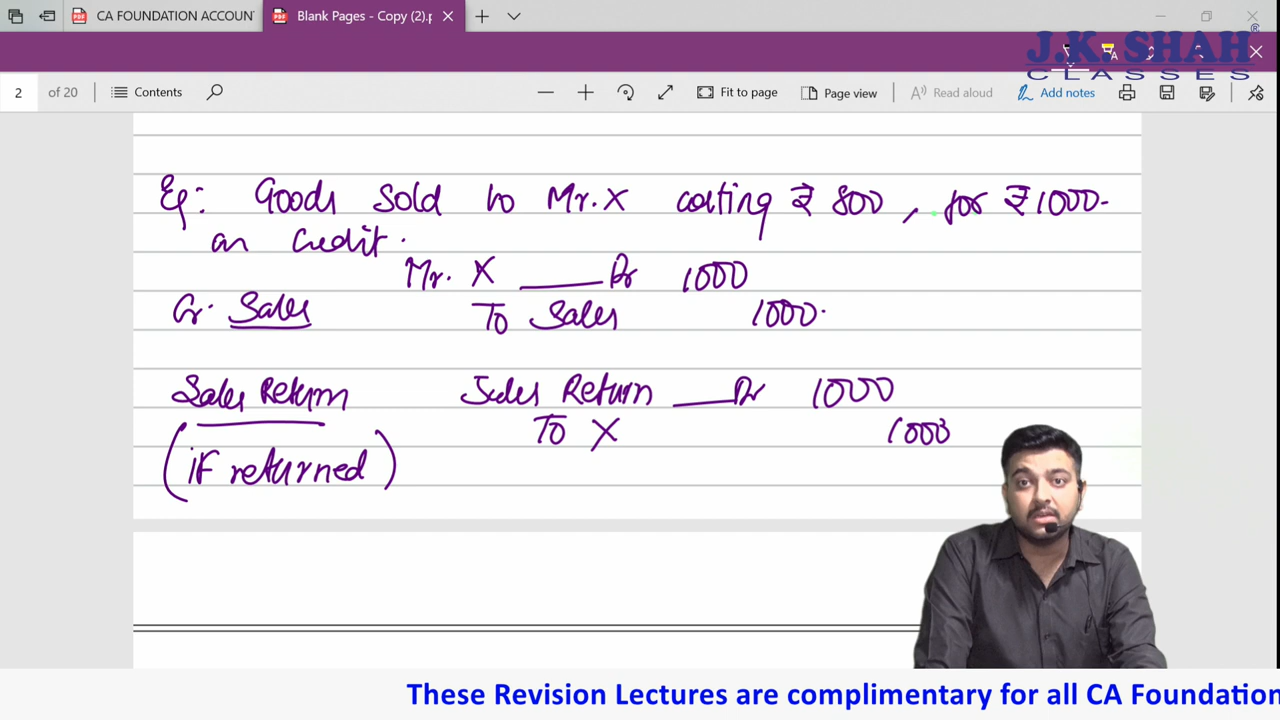 CA FOUNDATION ACCOUN
Blank Pages - Copy (2).p
J.K. SHAH®
CLASSES
2 of 20 Contents Fit to page Page view Read aloud Add notes
Eg: Goods Sold to Mr. X costing ₹ 800, for ₹ 1000.
on Credit.
Mr. X ____ Dr 1000
Cr. Sales To Sales 1000.
Sales Return Sales Return ____ Dr 1000
To X 1000
(if returned)
These Revision Lectures are complimentary for all CA Foundation